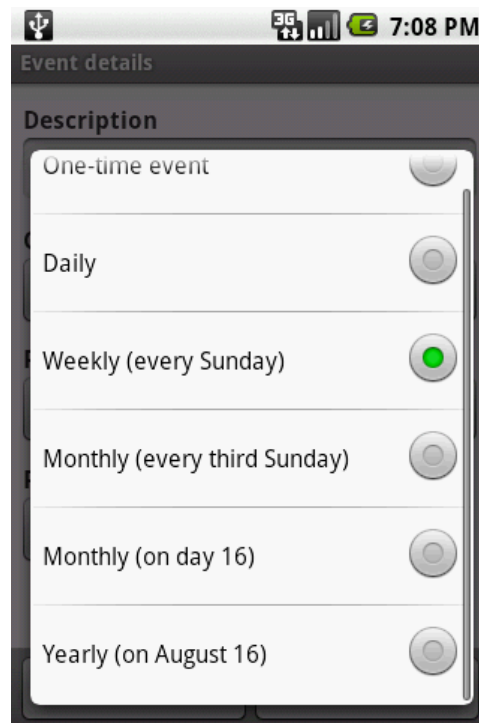 3G
7:08 PM
Event details
Description
One-time event
Daily
Weekly (every Sunday)
Monthly (every third Sunday)
Monthly (on day 16)
Yearly (on August 16)